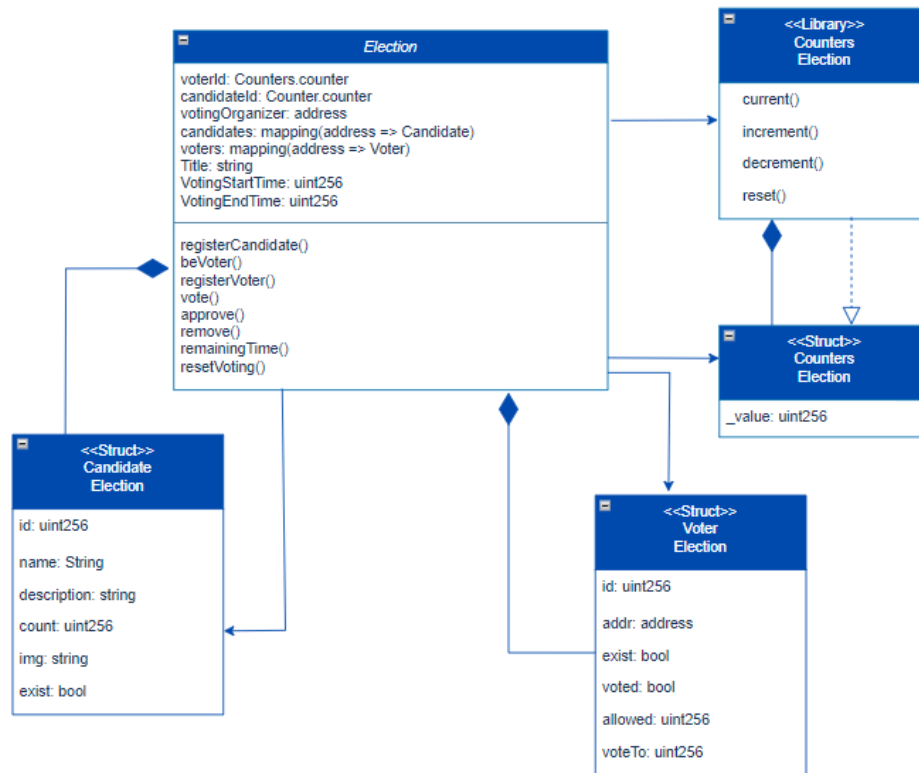 Election
voterId: Counters.counter
candidateId: Counter.counter
votingOrganizer: address
candidates: mapping(address => Candidate)
voters: mapping(address => Voter)
Title: string
VotingStartTime: uint256
VotingEndTime: uint256
registerCandidate()
beVoter()
registerVoter()
vote()
approve()
remove()
remainingTime()
resetVoting()
<<Library>>
Counters
Election
current()
increment()
decrement()
reset()
<<Struct>>
Counters
Election
_value: uint256
<<Struct>>
Candidate
Election
id: uint256
name: String
description: string
count: uint256
img: string
exist: bool
<<Struct>>
Voter
Election
id: uint256
addr: address
exist: bool
voted: bool
allowed: uint256
voteTo: uint256